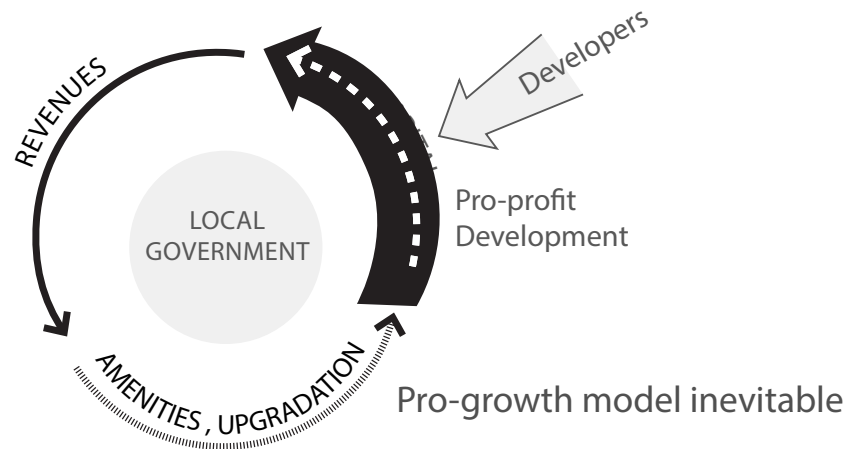 REVENUES
Developers
LOCAL
GOVERNMENT
Pro-profit
Development
AMENITIES , UPGRADATION
Pro-growth model inevitable